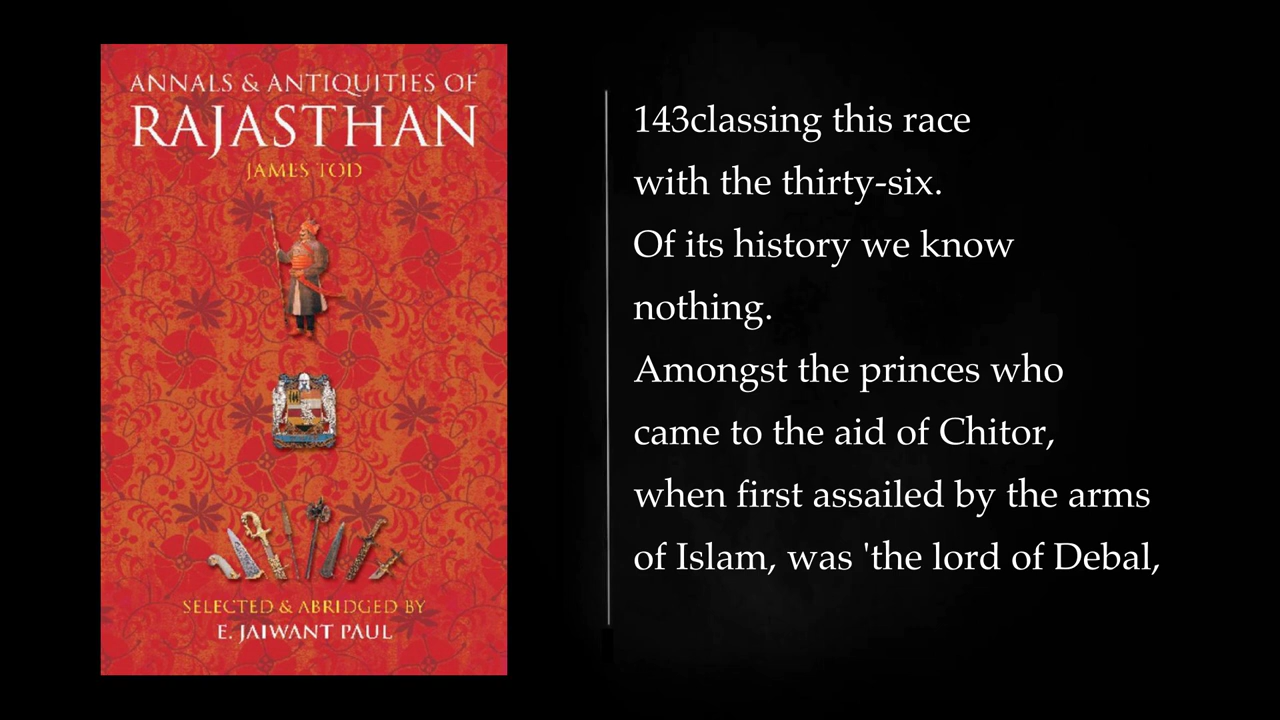 ANNALS & ANTIQUITIES OF
RAJASTHAN
JAMES TOD
SELECTED & ABRIDGED BY
E. JAIWANT PAUL
143classing this race
with the thirty-six.
Of its history we know
nothing.
Amongst the princes who
came to the aid of Chitor,
when first assailed by the arms
of Islam, was 'the lord of Debal,